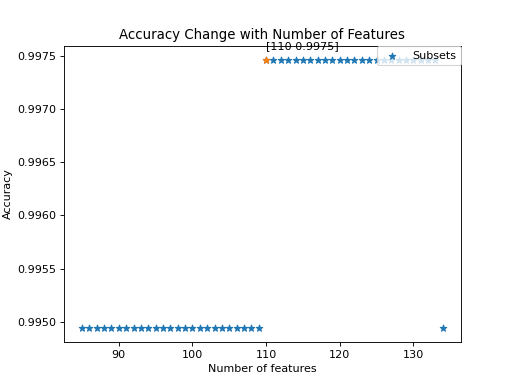 Accuracy Change with Number of Features
[110 0.9975]
Subsets
0.9975
0.9970
0.9965
0.9960
0.9955
0.9950
Accuracy
90 100 110 120 130
Number of features